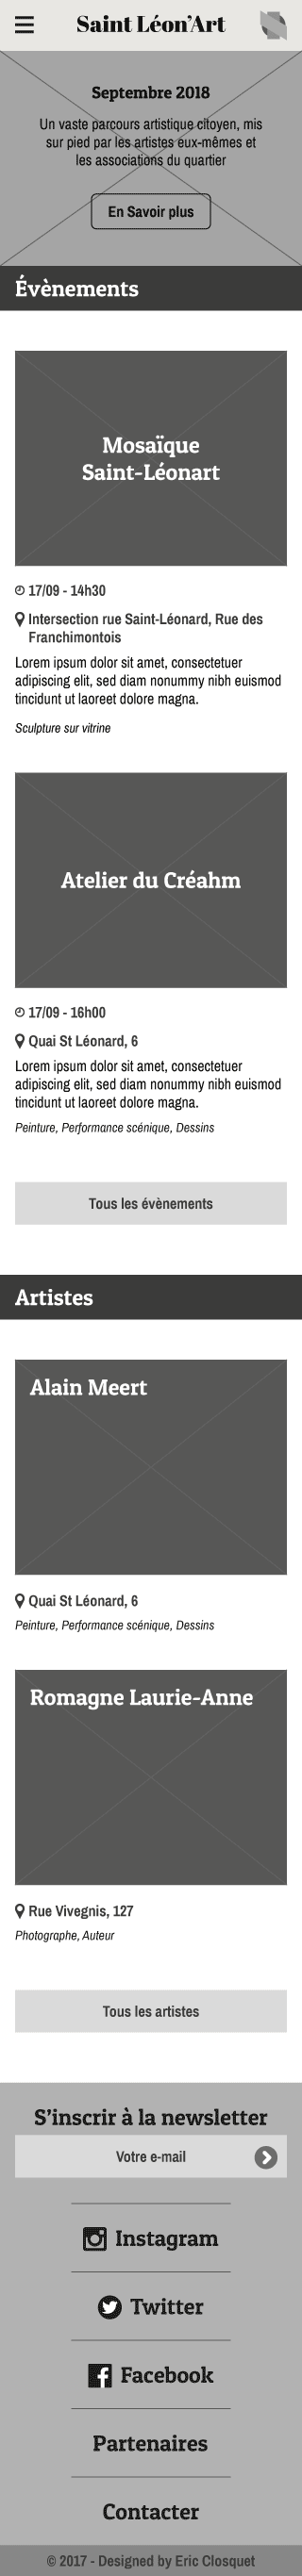 Saint Léon’Art
Septembre 2018
Un vaste parcours artistique citoyen, mis
sur pied par les artistes eux-mêmes et
les associations du quartier
En Savoir plus
Évènements
Mosaïque
Saint-Léonart
17/09 - 14h30
Intersection rue Saint-Léonard, Rue des
Franchimontois
Lorem ipsum dolor sit amet, consectetuer
adipiscing elit, sed diam nonummy nibh euismod
tincidunt ut laoreet dolore magna.
Sculpture sur vitrine
Atelier du Créahm
17/09 - 16h00
Quai St Léonard, 6
Lorem ipsum dolor sit amet, consectetuer
adipiscing elit, sed diam nonummy nibh euismod
tincidunt ut laoreet dolore magna.
Peinture, Performance scénique, Dessins
Tous les évènements
Artistes
Alain Meert
Quai St Léonard, 6
Peinture, Performance scénique, Dessins
Romagne Laurie-Anne
Rue Vivegnis, 127
Photographe, Auteur
Tous les artistes
S’inscrir à la newsletter
Votre e-mail
Instagram
Twitter
Facebook
Partenaires
Contacter
© 2017 - Designed by Eric Closquet